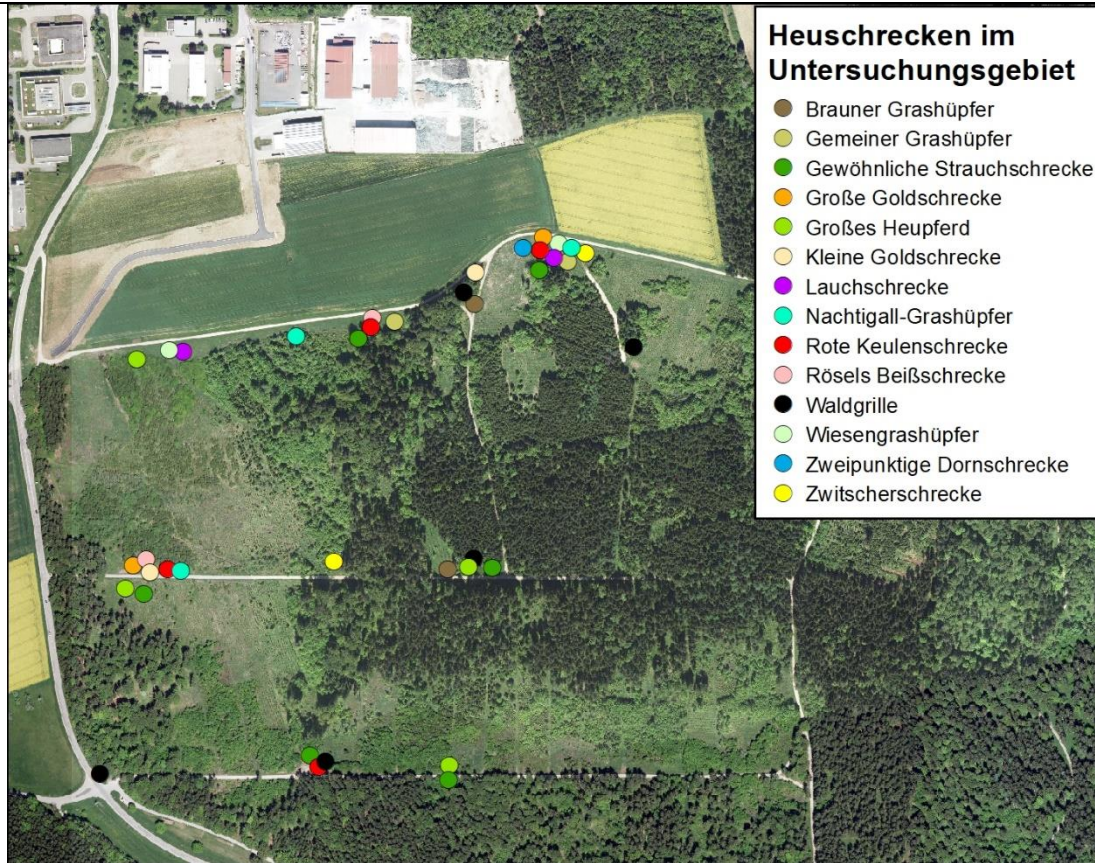 Heuschrecken im
Untersuchungsgebiet
Brauner Grashüpfer
Gemeiner Grashüpfer
Gewöhnliche Strauchschrecke
Große Goldschrecke
Großes Heupferd
Kleine Goldschrecke
Lauchschrecke
Nachtigall-Grashüpfer
Rote Keulenschrecke
Rösels Beißschrecke
Waldgrille
Wiesengrashüpfer
Zweipunktige Dornschrecke
Zwitscherschrecke